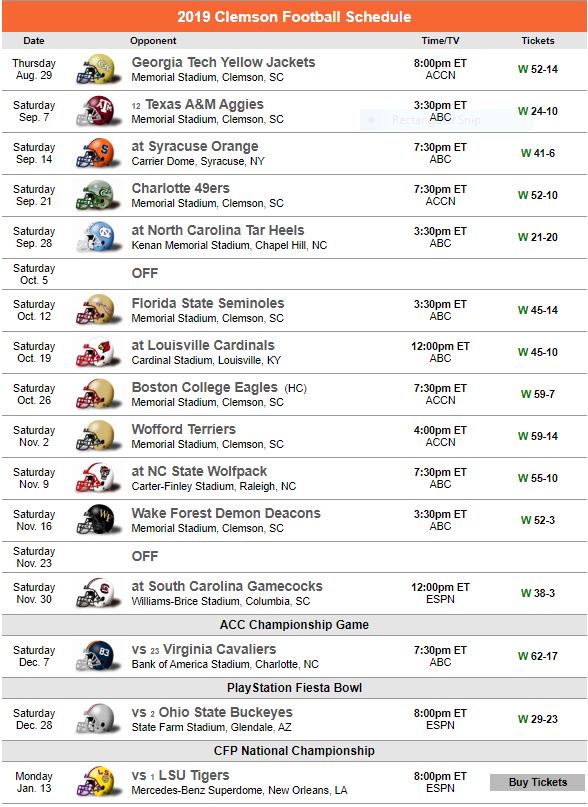 2019 Clemson Football Schedule
Date Opponent Time/TV Tickets
Thursday Georgia Tech Yellow Jackets 8:00pm ET W 52-14
Aug. 29 Memorial Stadium, Clemson, SC ACCN
Saturday 12 Texas A&M Aggies 3:30pm ET W 24-10
Sep. 7 Memorial Stadium, Clemson, SC ABC
Rectangular Snip
Saturday at Syracuse Orange 7:30pm ET W 41-6
Sep. 14 Carrier Dome, Syracuse, NY ABC
Saturday Charlotte 49ers 7:30pm ET W 52-10
Sep. 21 Memorial Stadium, Clemson, SC ACCN
Saturday at North Carolina Tar Heels 3:30pm ET W 21-20
Sep. 28 Kenan Memorial Stadium, Chapel Hill, NC ABC
Saturday OFF
Oct. 5
Saturday Florida State Seminoles 3:30pm ET W 45-14
Oct. 12 Memorial Stadium, Clemson, SC ABC
Saturday at Louisville Cardinals 12:00pm ET W 45-10
Oct. 19 Cardinal Stadium, Louisville, KY ABC
Saturday Boston College Eagles (HC) 7:30pm ET W 59-7
Oct. 26 Memorial Stadium, Clemson, SC ACCN
Saturday Wofford Terriers 4:00pm ET W 59-14
Nov. 2 Memorial Stadium, Clemson, SC ACCN
Saturday at NC State Wolfpack 7:30pm ET W 55-10
Nov. 9 Carter-Finley Stadium, Raleigh, NC ABC
Saturday Wake Forest Demon Deacons 3:30pm ET W 52-3
Nov. 16 Memorial Stadium, Clemson, SC ABC
Saturday OFF
Nov. 23
Saturday at South Carolina Gamecocks 12:00pm ET W 38-3
Nov. 30 Williams-Brice Stadium, Columbia, SC ESPN
ACC Championship Game
Saturday vs 23 Virginia Cavaliers 7:30pm ET W 62-17
Dec. 7 Bank of America Stadium, Charlotte, NC ABC
PlayStation Fiesta Bowl
Saturday vs 2 Ohio State Buckeyes 8:00pm ET W 29-23
Dec. 28 State Farm Stadium, Glendale, AZ ESPN
CFP National Championship
Monday vs 1 LSU Tigers 8:00pm ET Buy Tickets
Jan. 13 Mercedes-Benz Superdome, New Orleans, LA ESPN